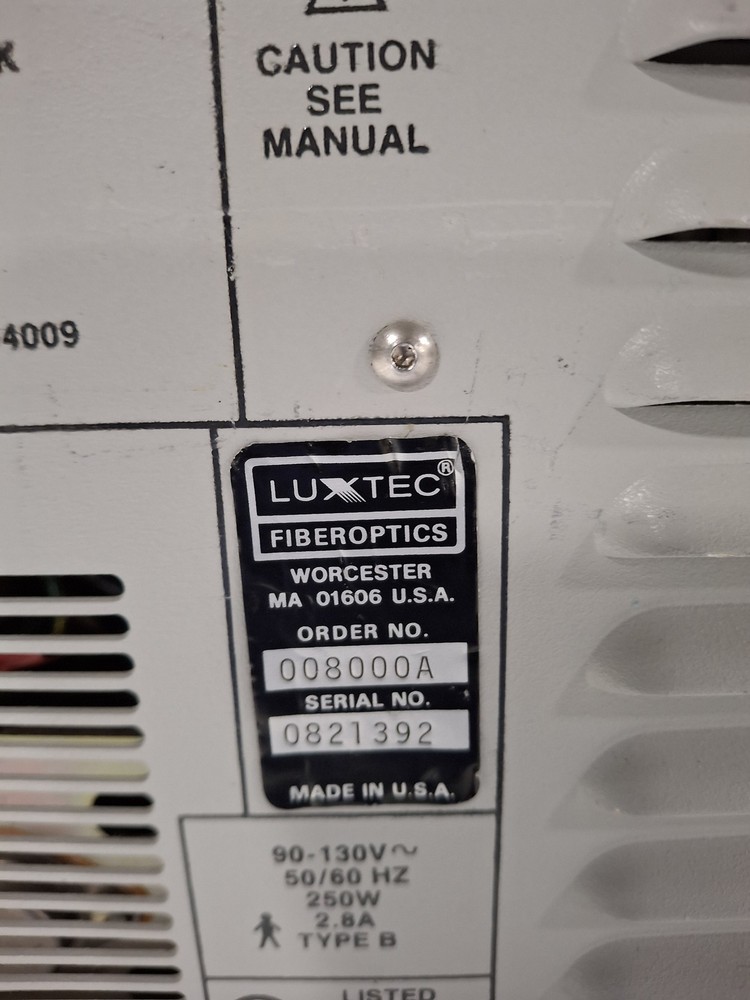 CAUTION
SEE
MANUAL
4009
LUXTEC®
FIBEROPTICS
WORCESTER
MA 01606 U.S.A.
ORDER NO.
008000A
SERIAL NO.
0821392
MADE IN U.S.A.
90-130V~
50/60 HZ
250W
2.8A
TYPE B
LISTED